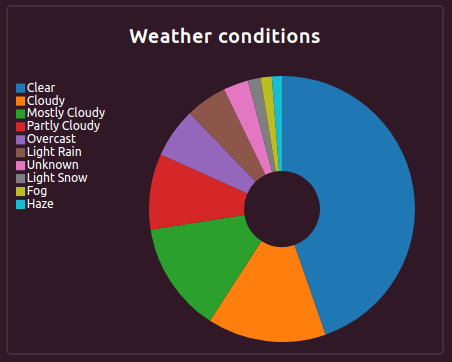 Weather conditions
Clear
Cloudy
Mostly Cloudy
Partly Cloudy
Overcast
Light Rain
Unknown
Light Snow
Fog
Haze